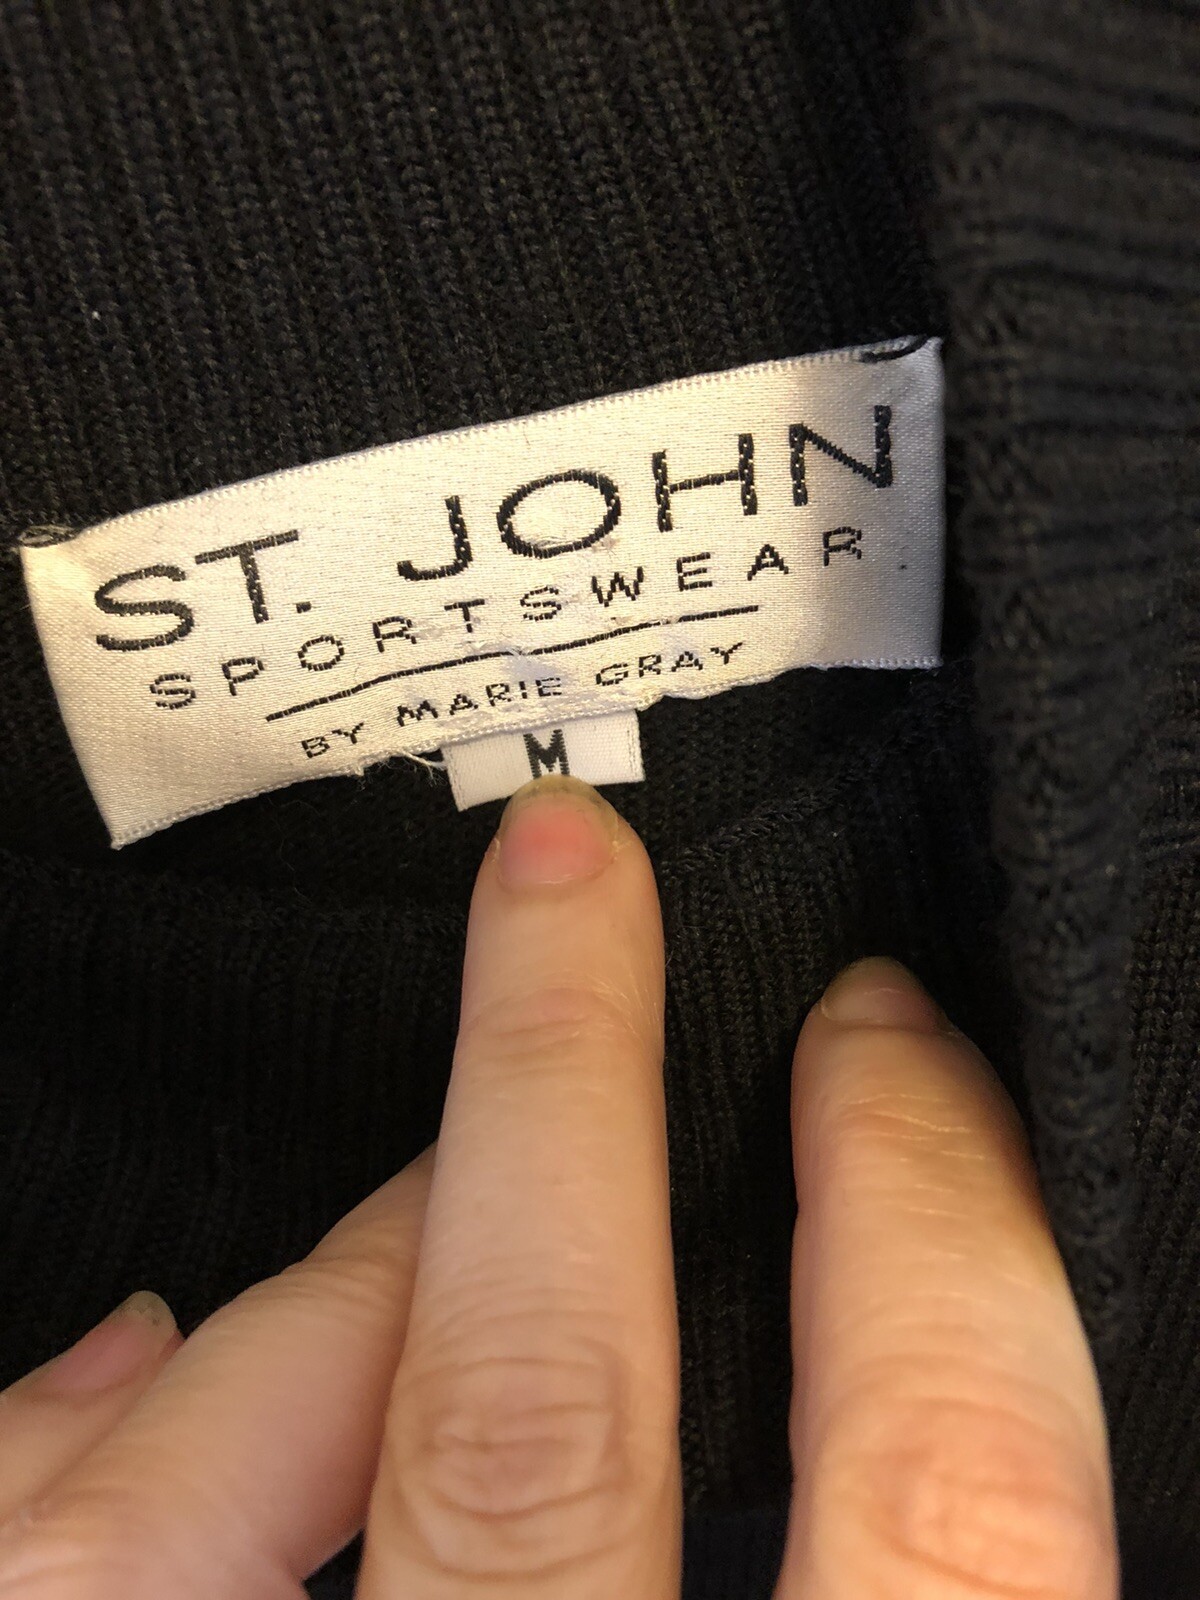 ST. JOHN
SPORTSWEAR
BY MARIE GRAY
M